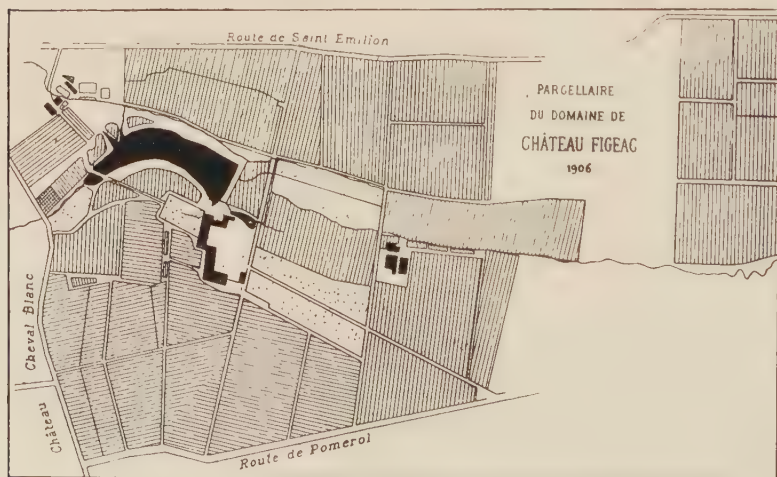 Route de Saint Emilion
PARCELLAIRE
DU DOMAINE DE
CHÂTEAU FIGEAC
1906
Cheval Blanc
Château
Route de Pomerol